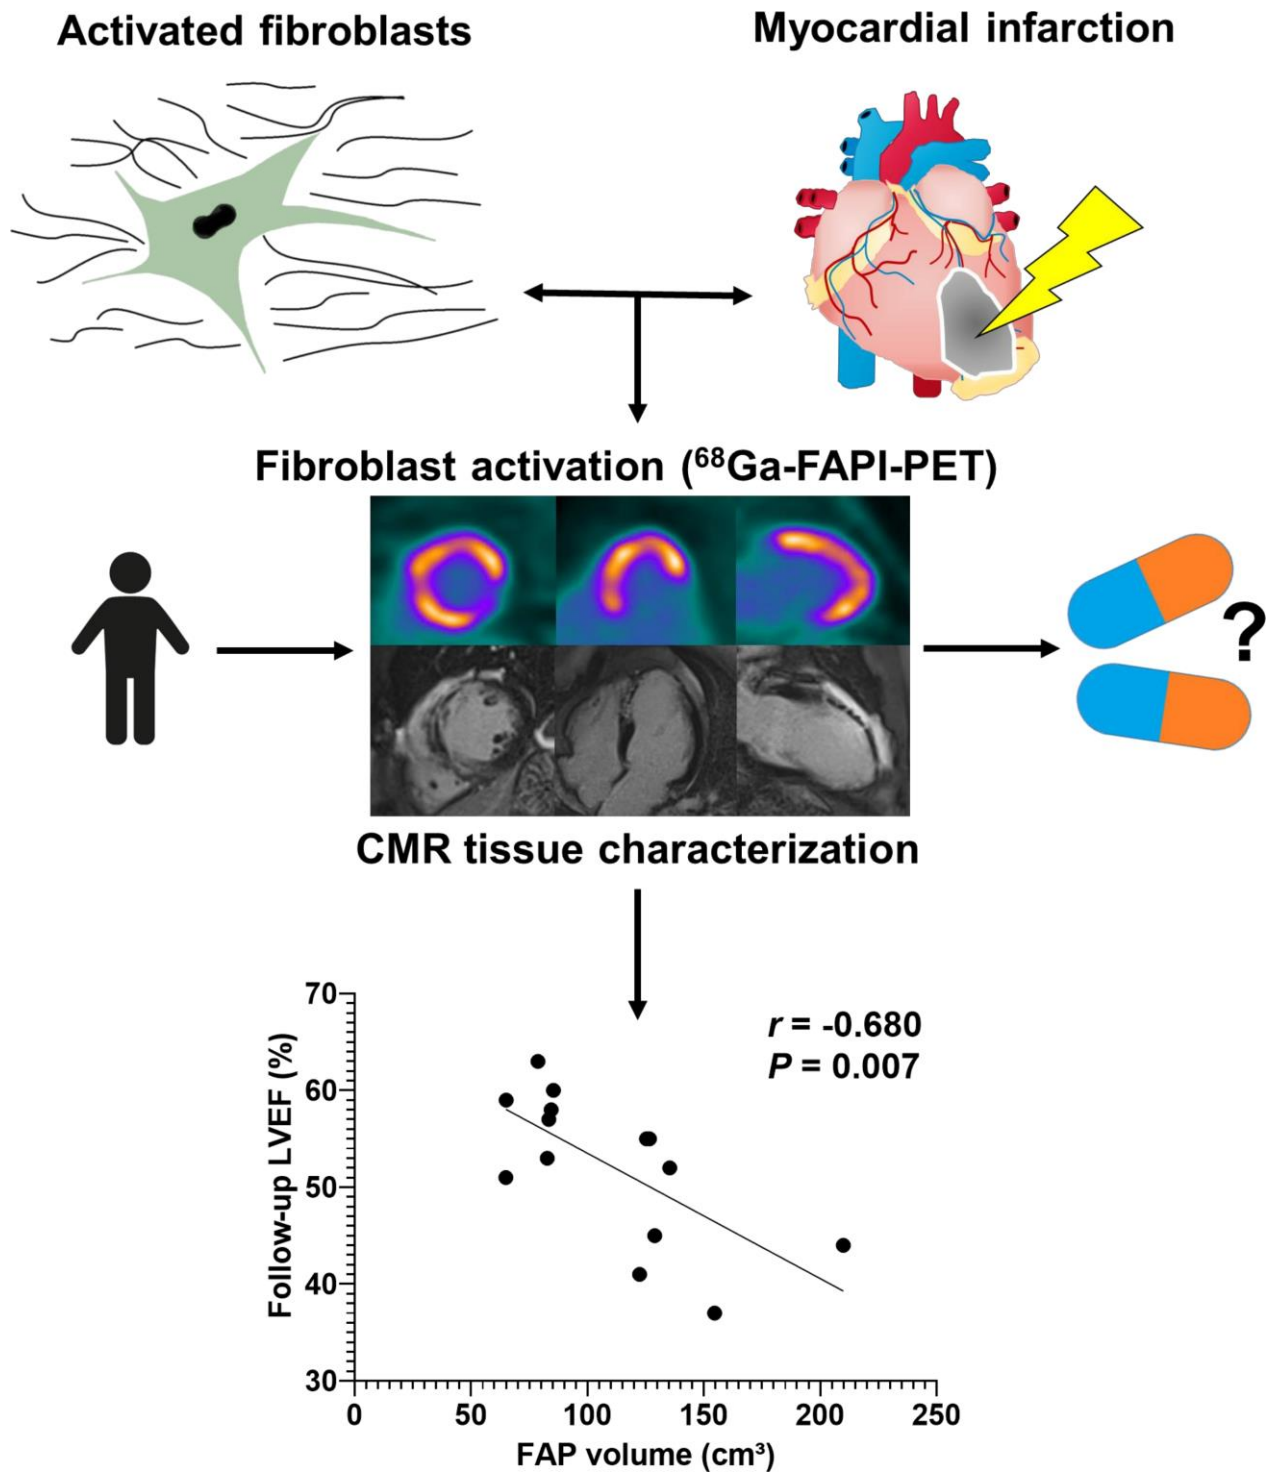 Activated fibroblasts
Myocardial infarction
Fibroblast activation (⁶⁸Ga-FAPI-PET)
?
CMR tissue characterization
r = -0.680
P = 0.007
Follow-up LVEF (%)
70
60
50
40
30
0 50 100 150 200 250
FAP volume (cm³)